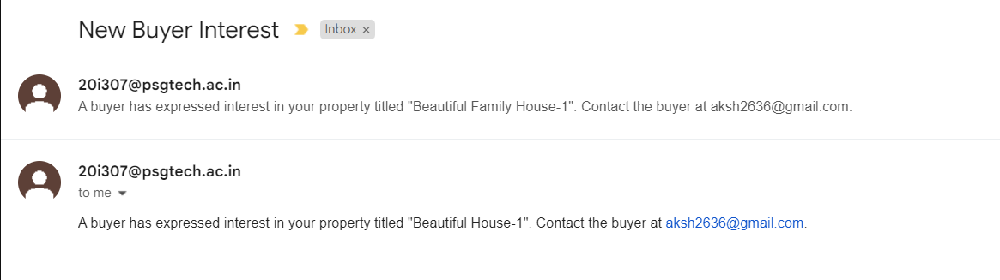 New Buyer Interest Inbox ×
20i307@psgtech.ac.in
A buyer has expressed interest in your property titled "Beautiful Family House-1". Contact the buyer at aksh2636@gmail.com.
20i307@psgtech.ac.in
to me
A buyer has expressed interest in your property titled "Beautiful House-1". Contact the buyer at aksh2636@gmail.com.